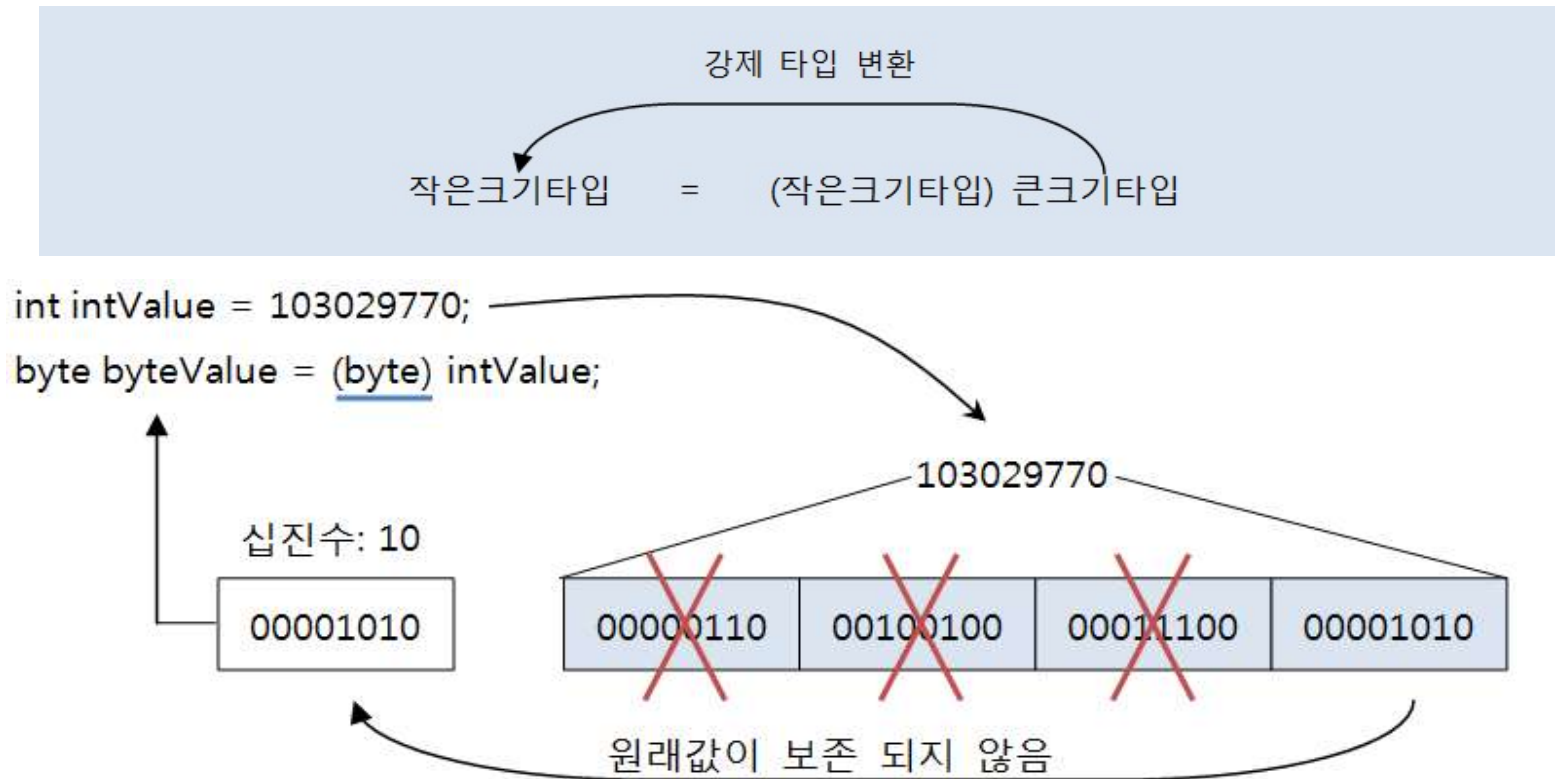 강제 타입 변환
작은크기타입 = (작은크기타입) 큰크기타입
int intValue = 103029770;
byte byteValue = (byte) intValue;
103029770
십진수: 10
00001010
00000110 00100100 00011100 00001010
원래값이 보존 되지 않음